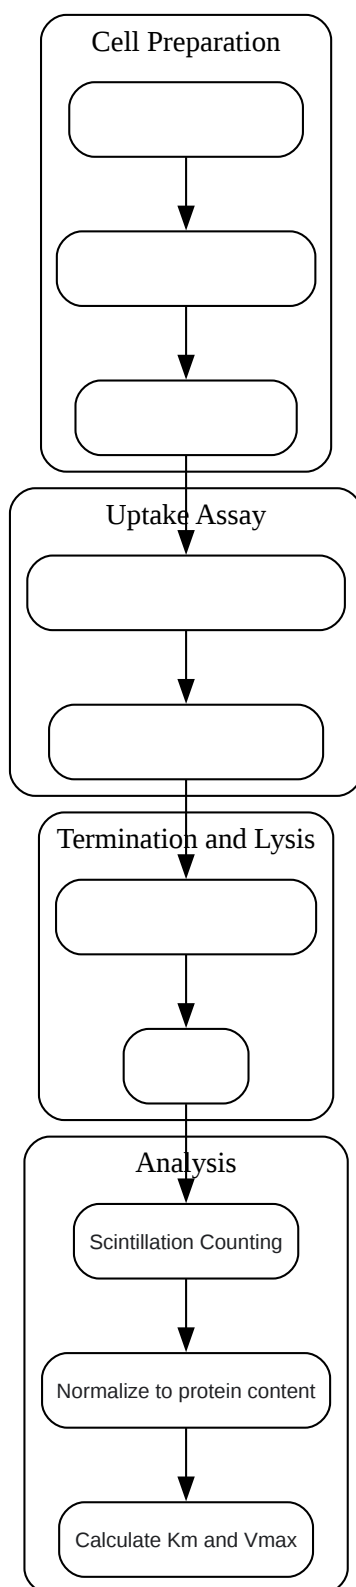 Cell Preparation
Uptake Assay
Termination and Lysis
Analysis
Scintillation Counting
Normalize to protein content
Calculate Km and Vmax